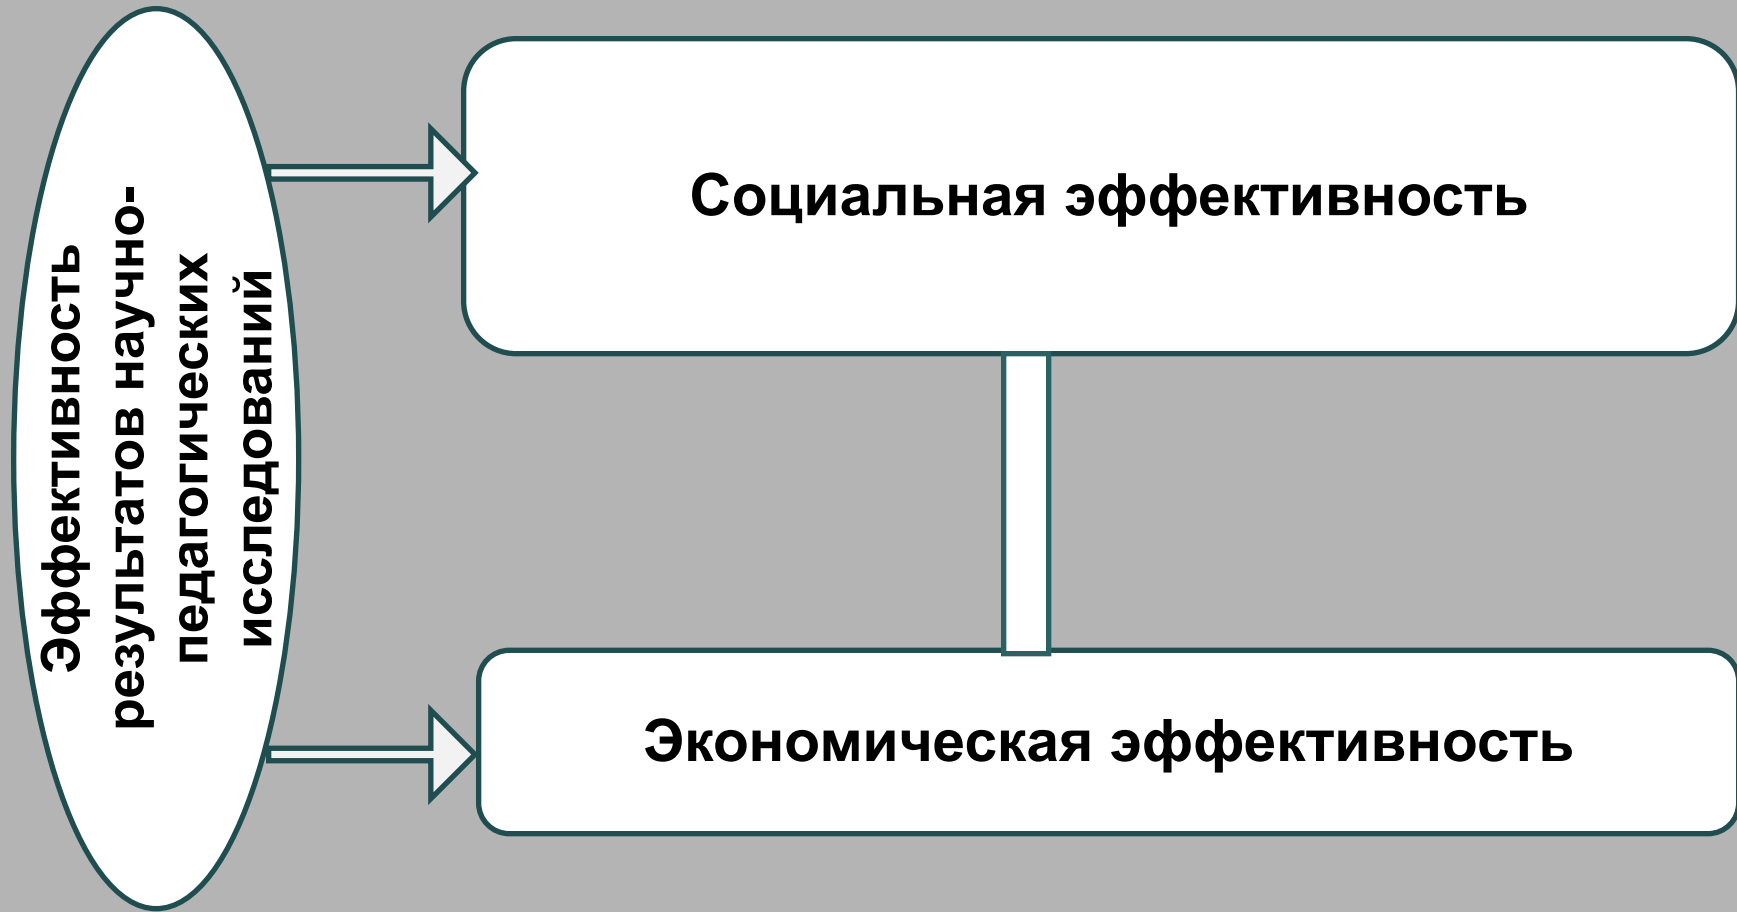 Эффективность
результатов научно-
педагогических
исследований
Социальная эффективность
Экономическая эффективность